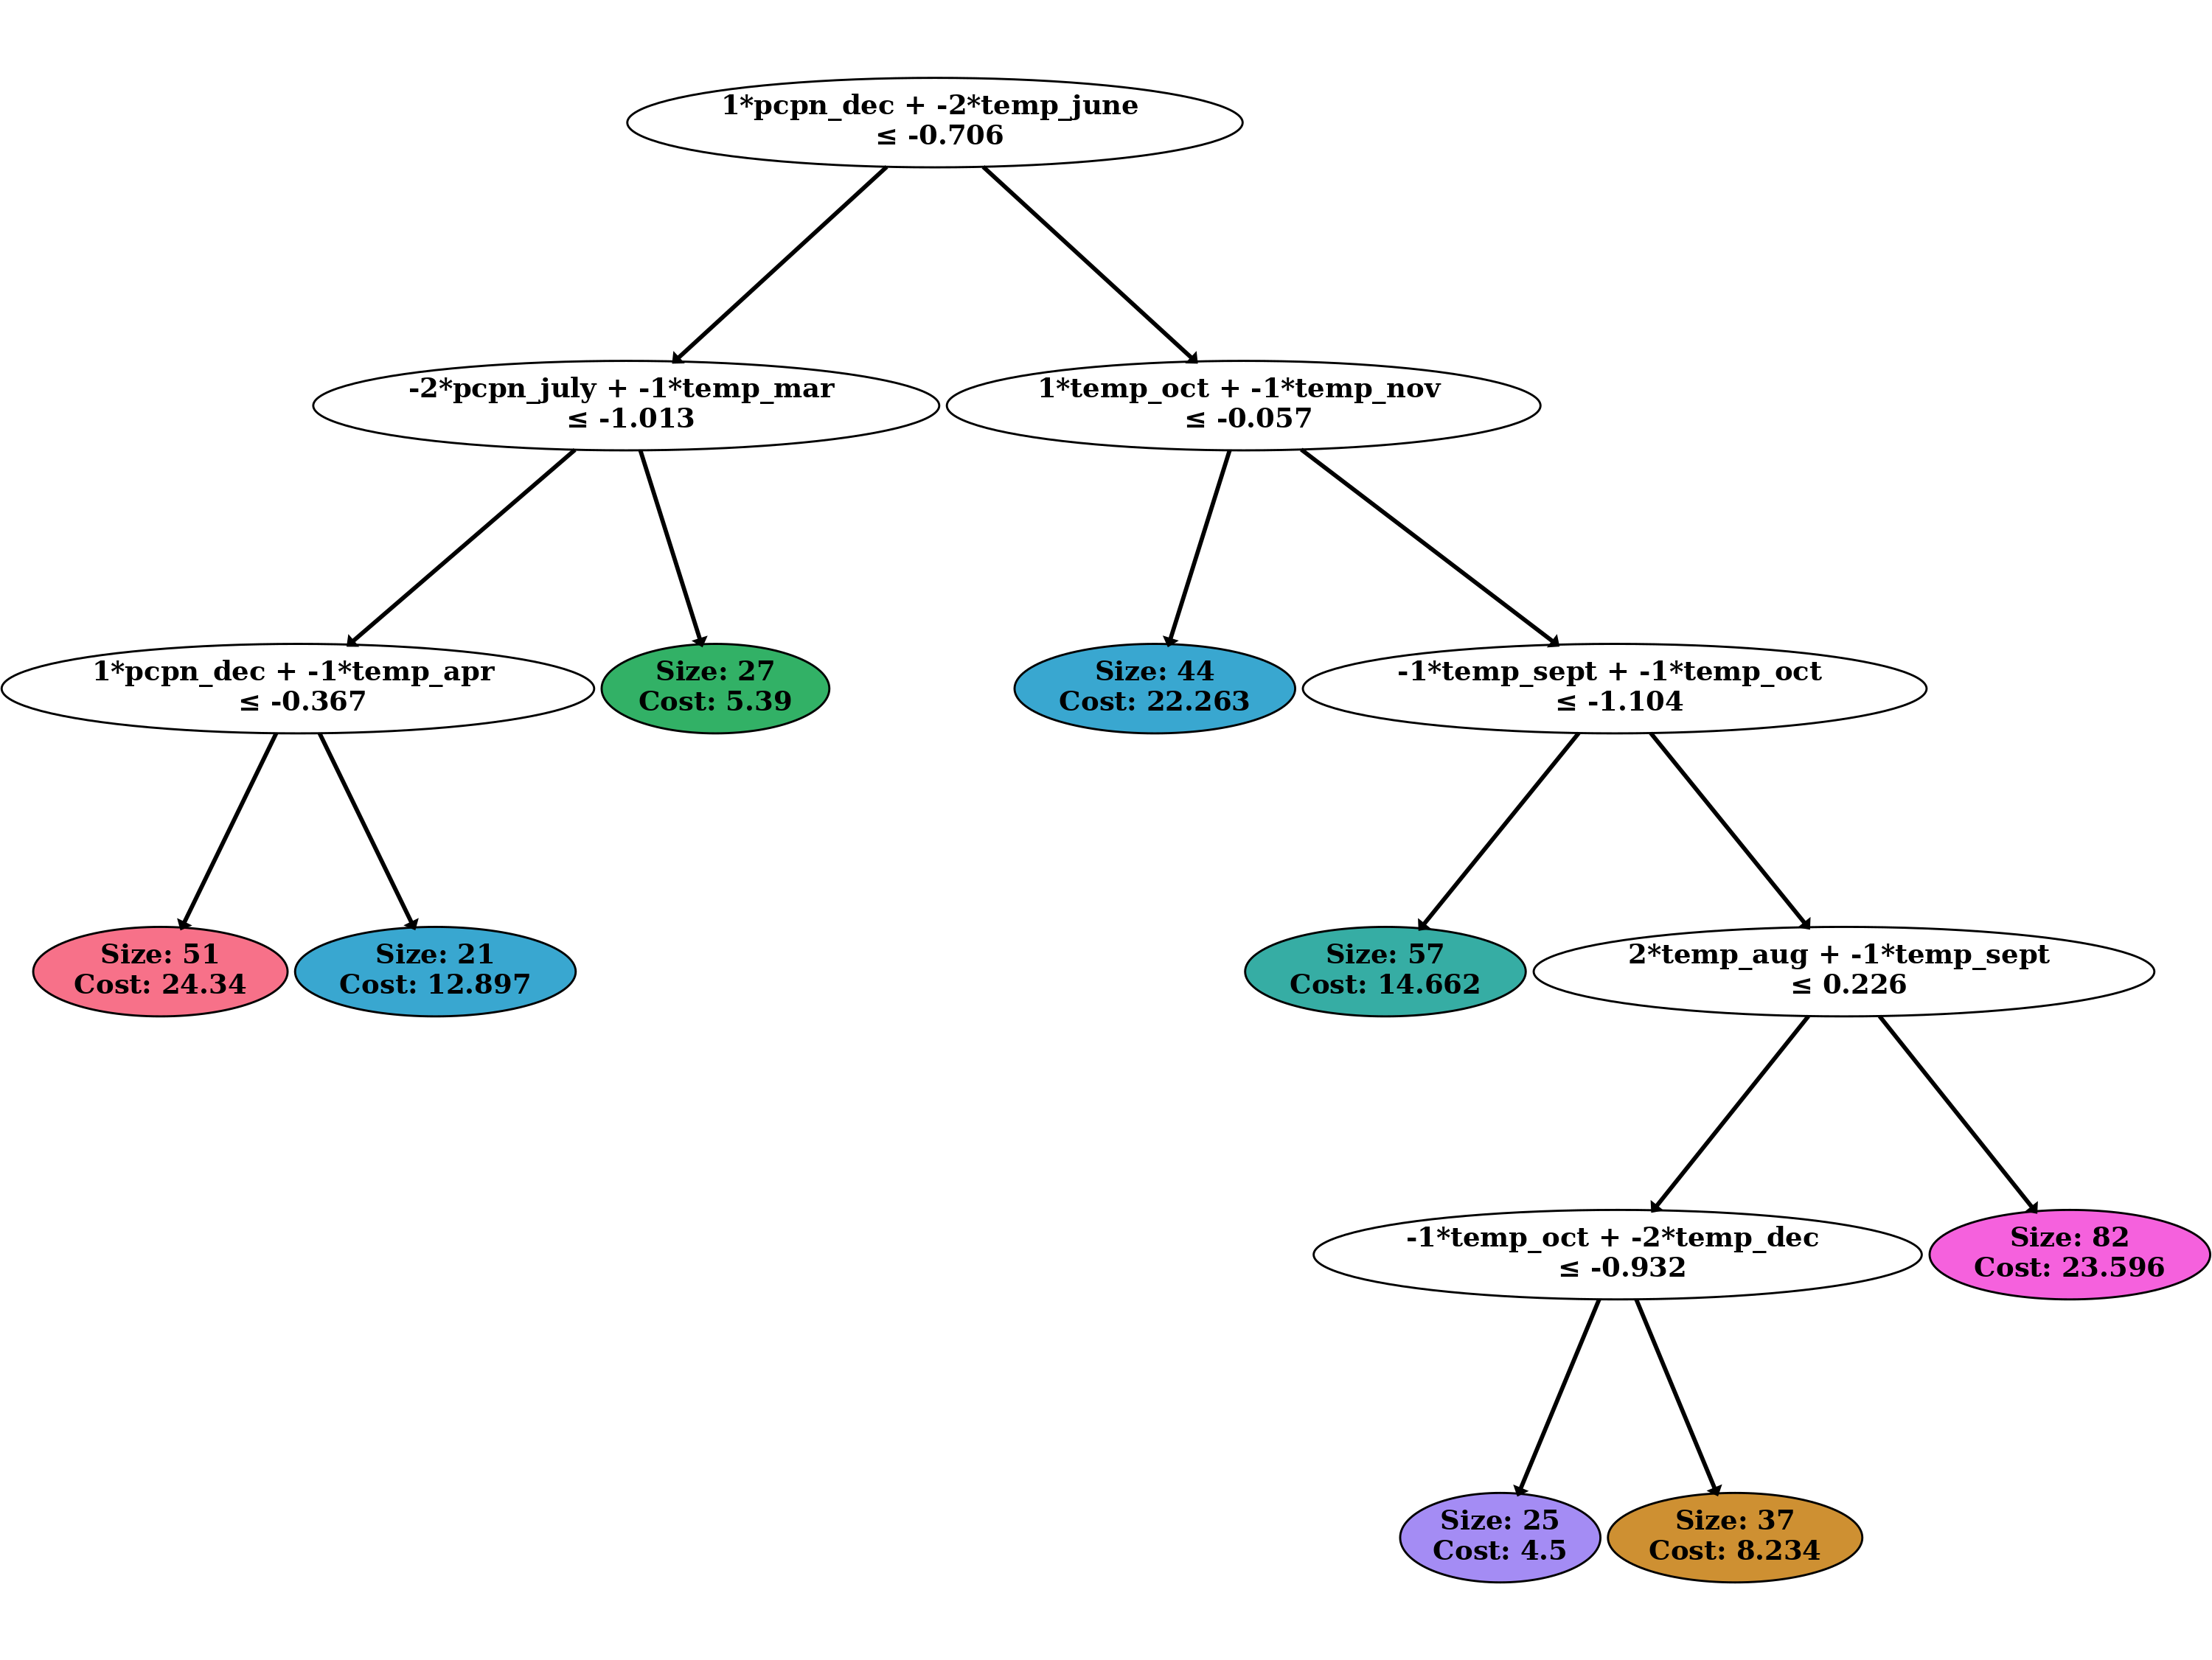 1*pcpn_dec + -2*temp_june
≤ -0.706
-2*pcpn_july + -1*temp_mar
≤ -1.013
1*temp_oct + -1*temp_nov
≤ -0.057
1*pcpn_dec + -1*temp_apr
≤ -0.367
Size: 27
Cost: 5.39
Size: 44
Cost: 22.263
-1*temp_sept + -1*temp_oct
≤ -1.104
Size: 51
Cost: 24.34
Size: 21
Cost: 12.897
Size: 57
Cost: 14.662
2*temp_aug + -1*temp_sept
≤ 0.226
-1*temp_oct + -2*temp_dec
≤ -0.932
Size: 82
Cost: 23.596
Size: 25
Cost: 4.5
Size: 37
Cost: 8.234